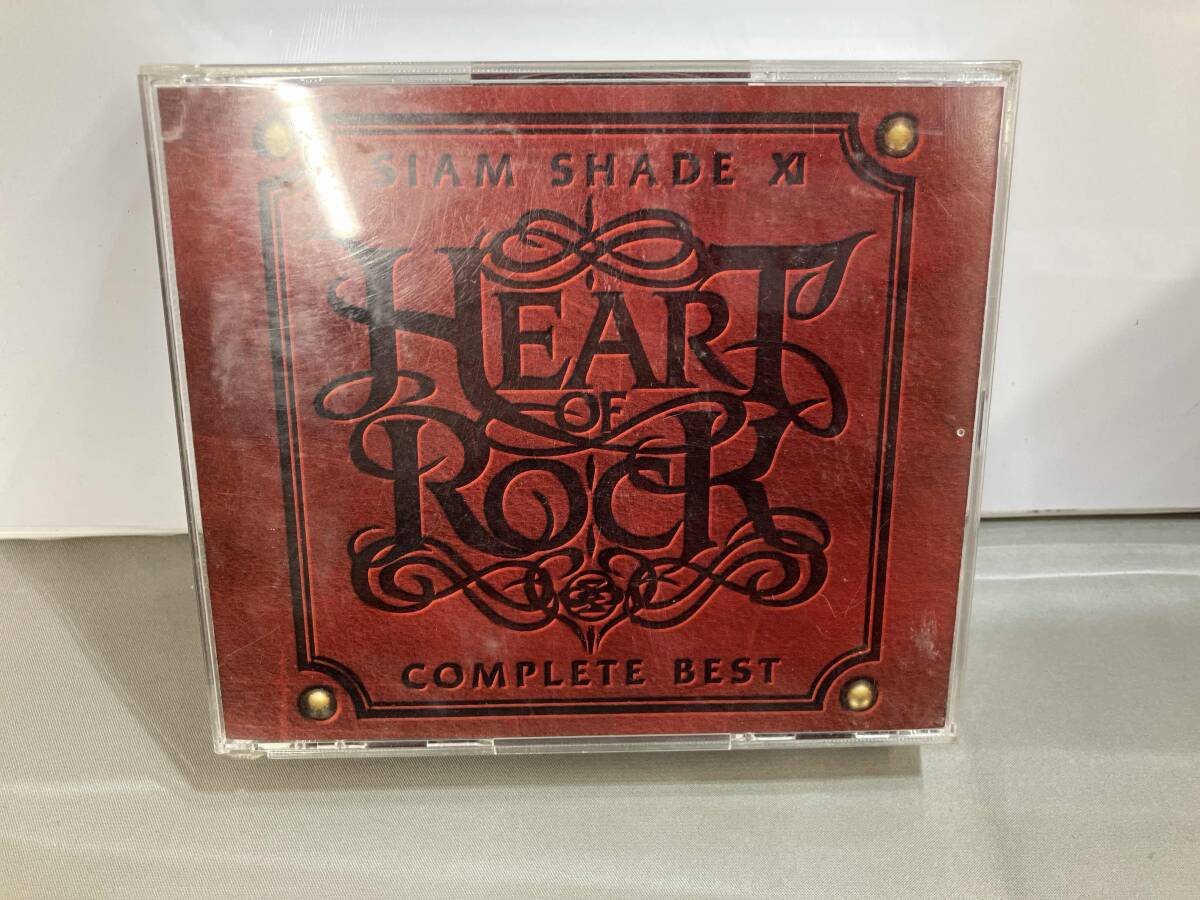 SIAM SHADE XI
HEART
OF
ROCK
COMPLETE BEST